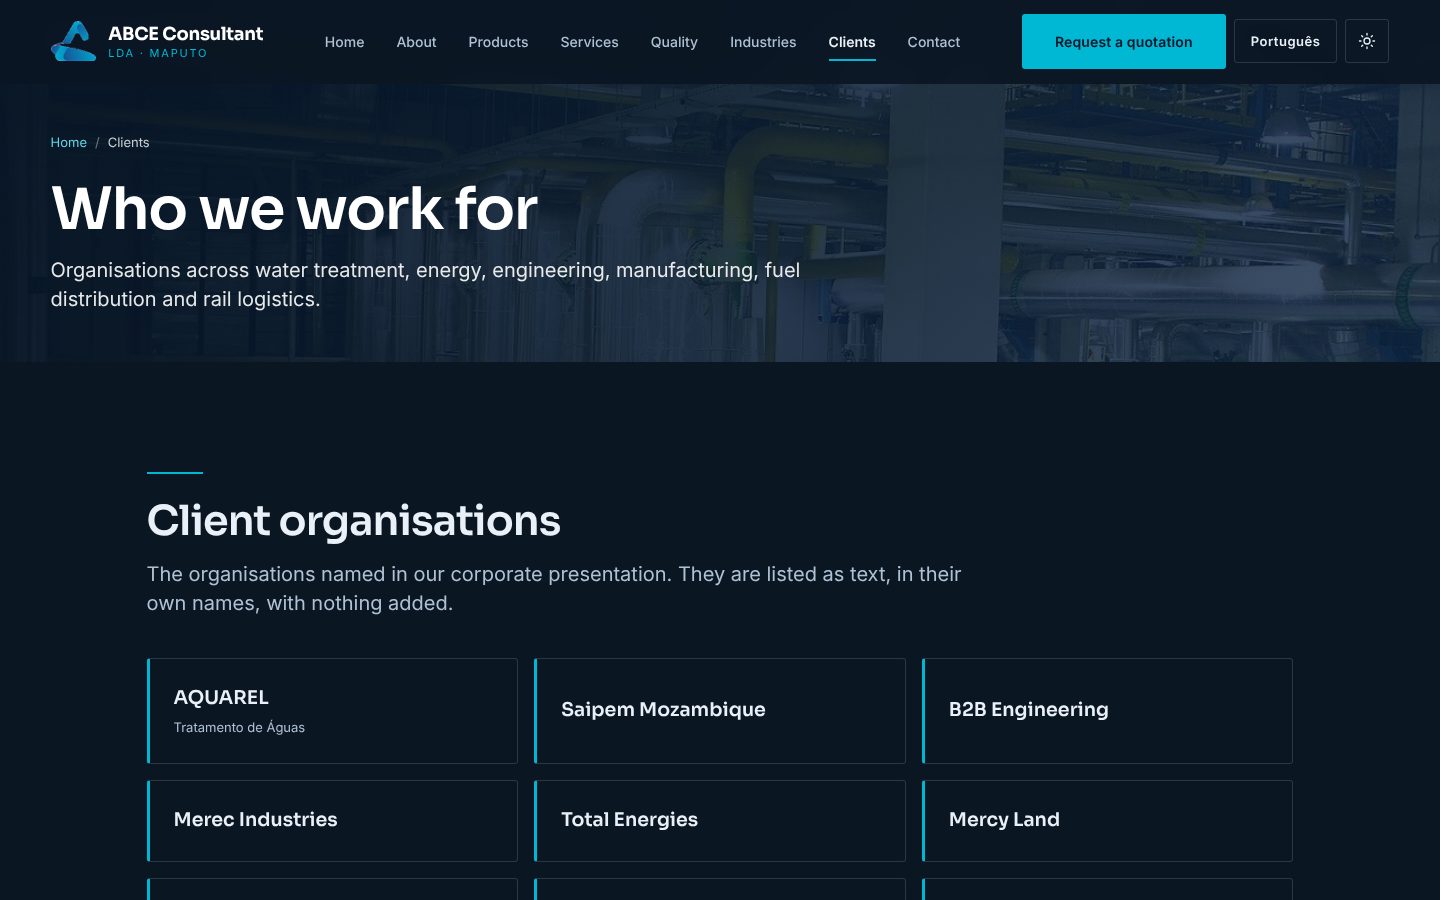 ABCE Consultant
LDA · MAPUTO
Home
About
Products
Services
Quality
Industries
Clients
Contact
Request a quotation
Português
Home / Clients
Who we work for
Organisations across water treatment, energy, engineering, manufacturing, fuel
distribution and rail logistics.
Client organisations
The organisations named in our corporate presentation. They are listed as text, in their
own names, with nothing added.
AQUAREL
Tratamento de Águas
Saipem Mozambique
B2B Engineering
Merec Industries
Total Energies
Mercy Land